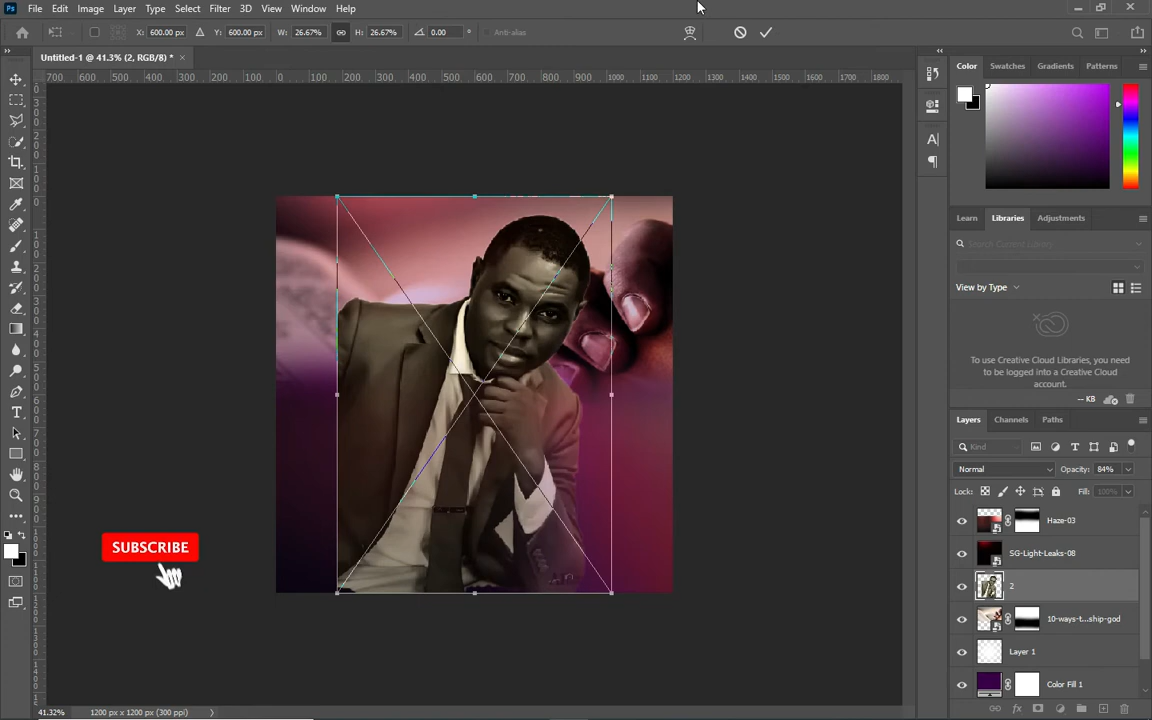 Ps File Edit Image Layer Type Select Filter 3D View Window Help
X: 600.00 px Y: 600.00 px W: 26.67% H: 26.67% 0.00 ° Anti-alias
Untitled-1 @ 41.3% (2, RGB/8) * ×
Color Swatches Gradients Patterns
Learn Libraries Adjustments
Search Current Library
View by Type
To use Creative Cloud Libraries, you need
to be logged into a Creative Cloud
account.
-- KB
Layers Channels Paths
Kind
Normal Opacity: 84%
Lock: Fill: 100%
Haze-03
SG-Light-Leaks-08
2
10-ways-t...ship-god
Layer 1
Color Fill 1
SUBSCRIBE
41.32% 1200 px x 1200 px (300 ppi)